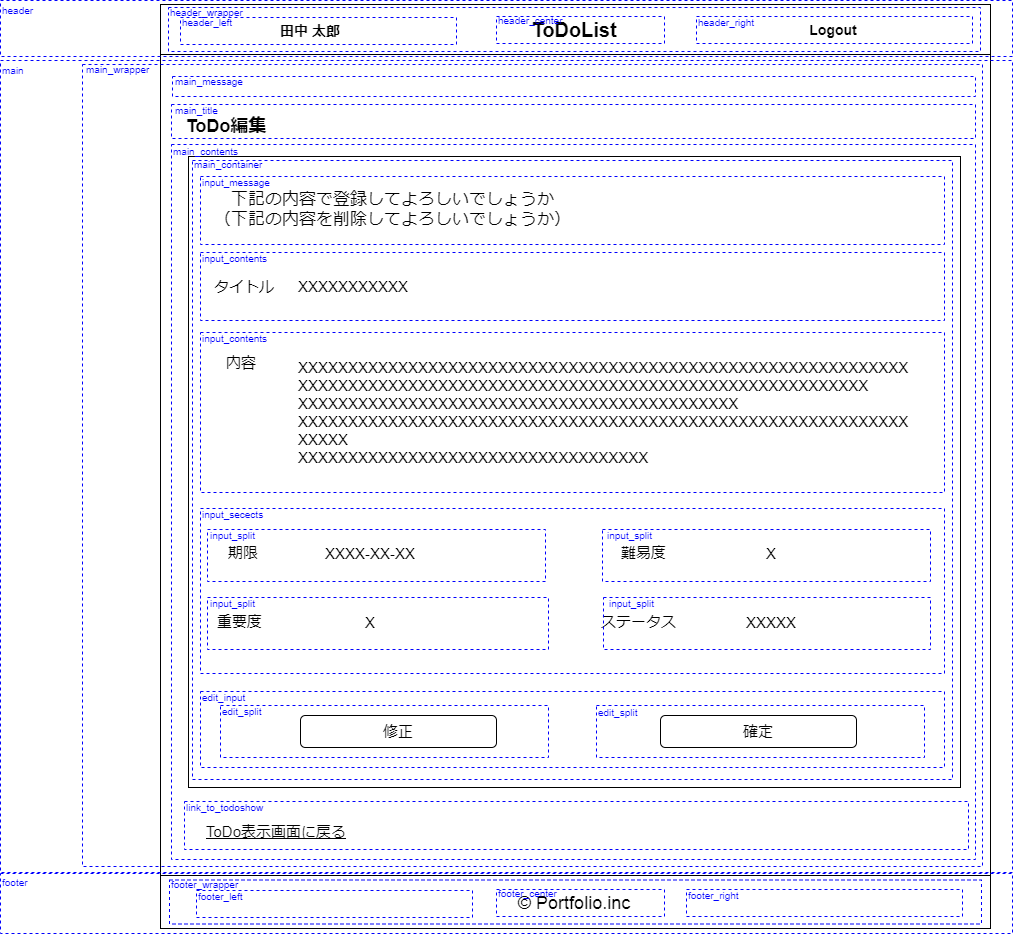 header
header_wrapper
header_left
田中 太郎
header_center
ToDoList
header_right
Logout
main
main_wrapper
main_message
main_title
ToDo編集
main_contents
main_container
input_message
下記の内容で登録してよろしいでしょうか
（下記の内容を削除してよろしいでしょうか）
input_contents
タイトル XXXXXXXXXXX
input_contents
内容
XXXXXXXXXXXXXXXXXXXXXXXXXXXXXXXXXXXXXXXXXXXXXXXXXXXXXXXXXXXXX
XXXXXXXXXXXXXXXXXXXXXXXXXXXXXXXXXXXXXXXXXXXXXXXXXXXXXXXXX
XXXXXXXXXXXXXXXXXXXXXXXXXXXXXXXXXXXXXXXXXXXX
XXXXXXXXXXXXXXXXXXXXXXXXXXXXXXXXXXXXXXXXXXXXXXXXXXXXXXXXXXXXX
XXXXX
XXXXXXXXXXXXXXXXXXXXXXXXXXXXXXXXXXX
input_secects
input_split
期限 XXXX-XX-XX
input_split
難易度 X
input_split
重要度 X
input_split
ステータス XXXXX
edit_input
edit_split
修正
edit_split
確定
link_to_todoshow
ToDo表示画面に戻る
footer
footer_wrapper
footer_left
footer_center
© Portfolio.inc
footer_right